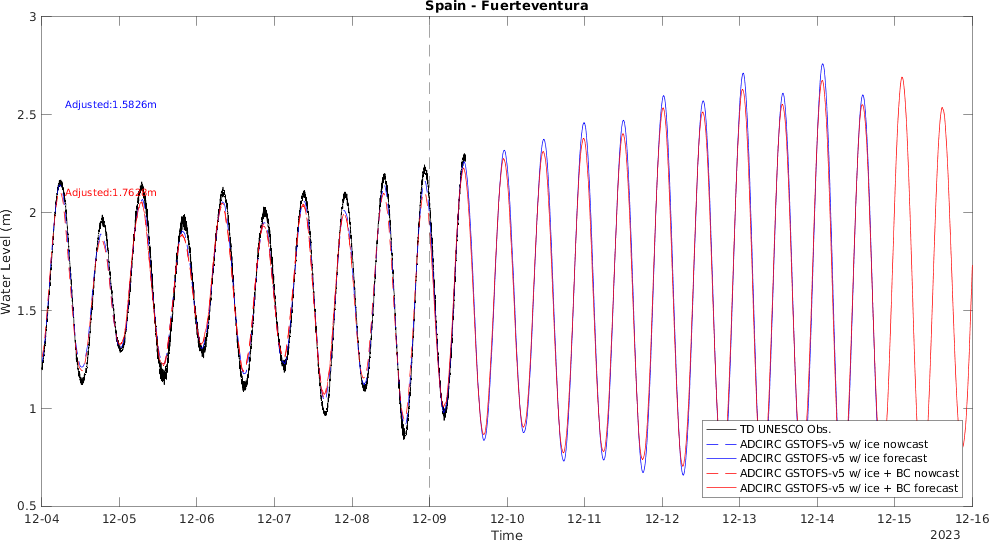 Spain - Fuerteventura
3
2.5
2
1.5
1
0.5
Water Level (m)
Adjusted:1.5826m
12-04
12-05
12-06
12-07
12-08
12-09
12-10
12-11
12-12
12-13
12-14
12-15
12-16
Time
2023
TD UNESCO Obs.
ADCIRC GSTOFS-v5 w/ ice nowcast
ADCIRC GSTOFS-v5 w/ ice forecast
ADCIRC GSTOFS-v5 w/ ice + BC nowcast
ADCIRC GSTOFS-v5 w/ ice + BC forecast